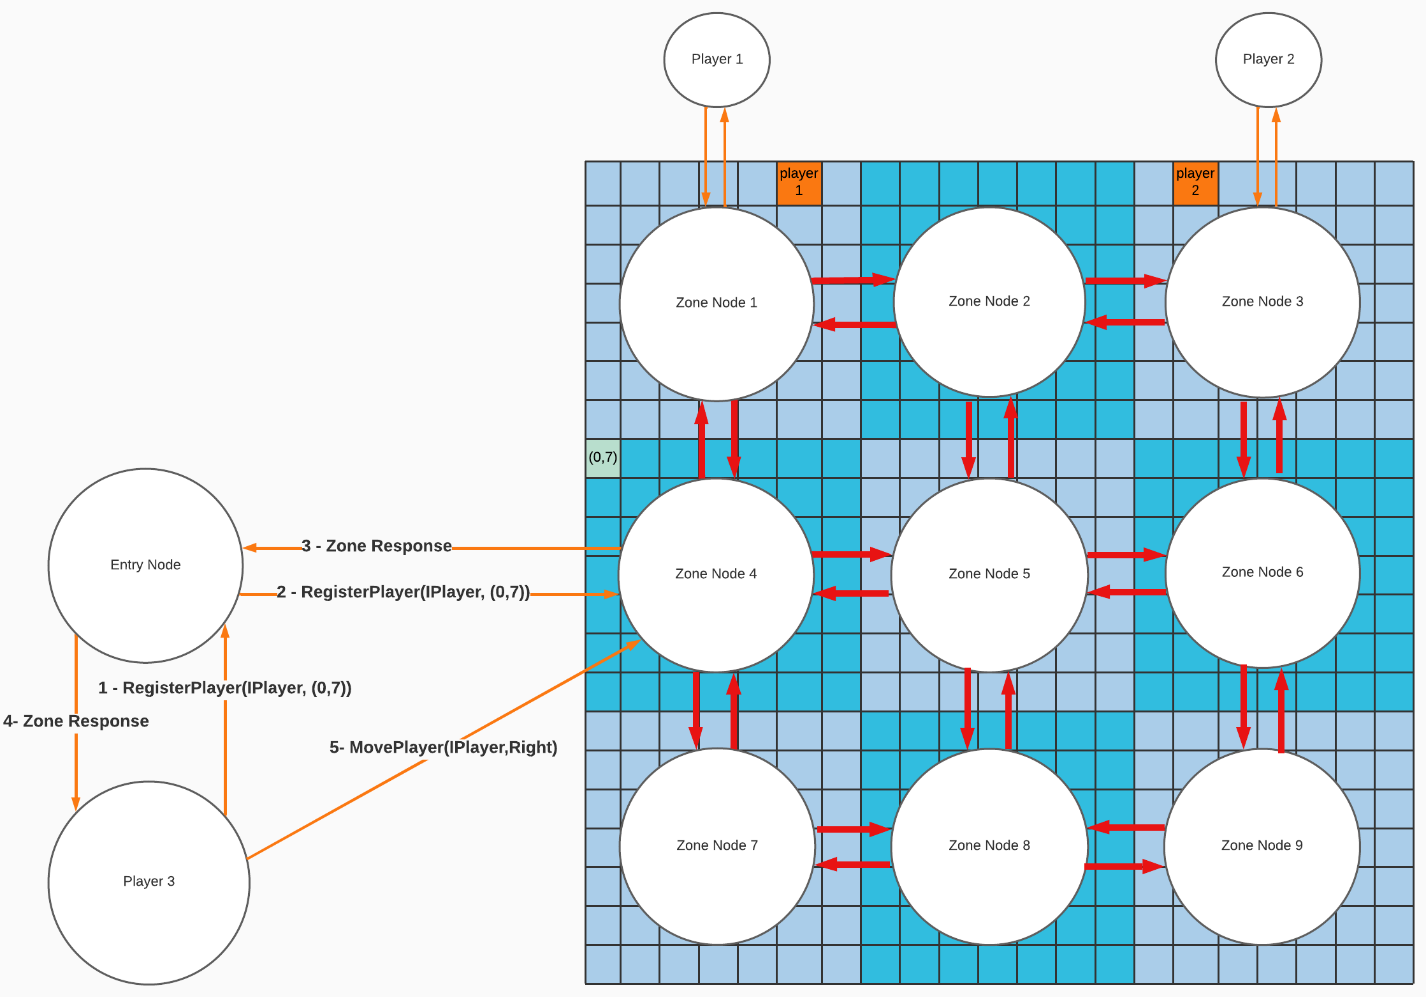 Player 1
Player 2
player
1
player
2
Zone Node 1
Zone Node 2
Zone Node 3
(0,7)
3 - Zone Response
Entry Node
2 - RegisterPlayer(IPlayer, (0,7))
Zone Node 4
Zone Node 5
Zone Node 6
1 - RegisterPlayer(IPlayer, (0,7))
4- Zone Response
5- MovePlayer(IPlayer,Right)
Player 3
Zone Node 7
Zone Node 8
Zone Node 9